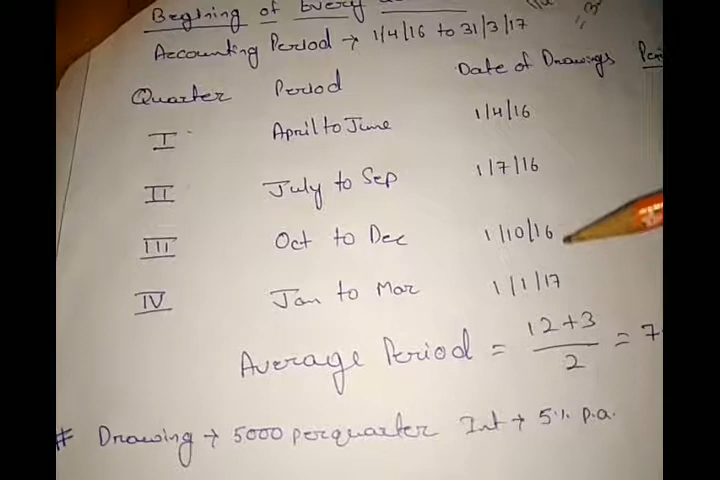 Begining of Every
Accounting Period → 1/4/16 to 31/3/17
Quarter Period Date of Drawings
I April to June 1/4/16
II July to Sep 1/7/16
III Oct to Dec 1/10/16
IV Jan to Mar 1/1/17
Average Period = 12+3 / 2 = 7
# Drawing → 5000 per quarter Int → 5% p.a.